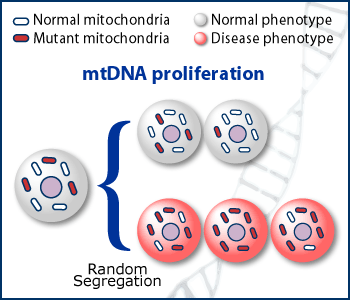 Normal mitochondria
Normal phenotype
Mutant mitochondria
Disease phenotype
mtDNA proliferation
Random
Segregation